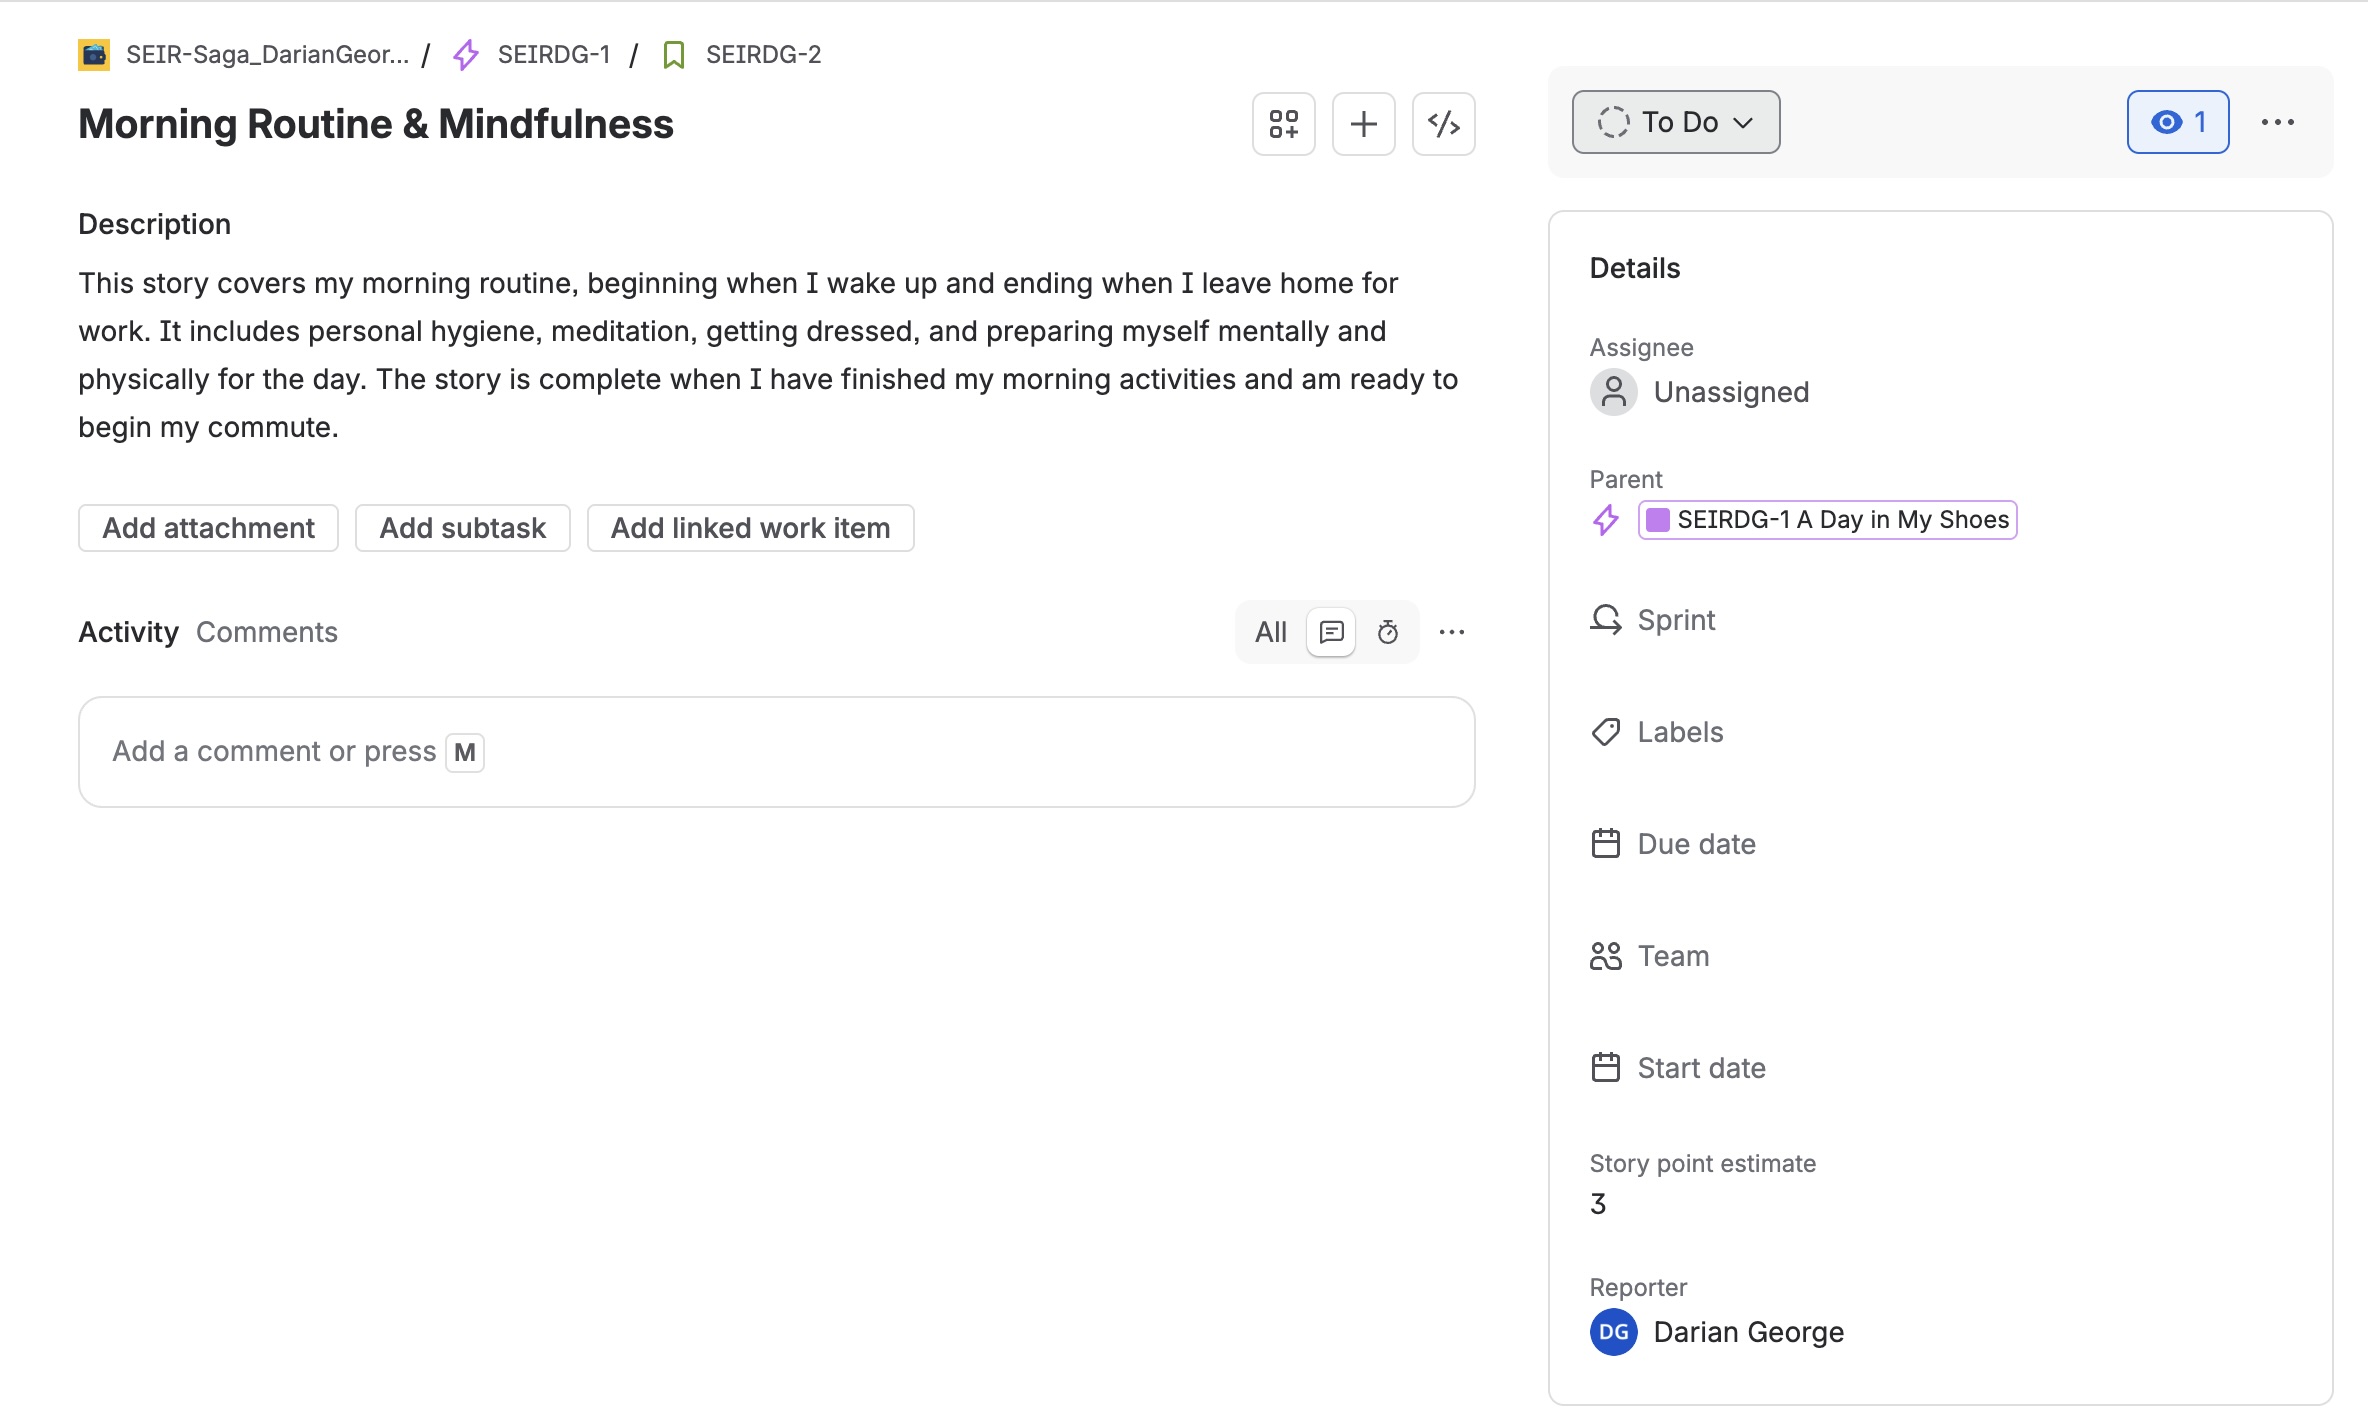 SEIR-Saga_DarianGeor... / SEIRDG-1 / SEIRDG-2
Morning Routine & Mindfulness
Description
This story covers my morning routine, beginning when I wake up and ending when I leave home for
work. It includes personal hygiene, meditation, getting dressed, and preparing myself mentally and
physically for the day. The story is complete when I have finished my morning activities and am ready to
begin my commute.
Add attachment
Add subtask
Add linked work item
Activity Comments
All
Add a comment or press M
To Do
1
Details
Assignee
Unassigned
Parent
SEIRDG-1 A Day in My Shoes
Sprint
Labels
Due date
Team
Start date
Story point estimate
3
Reporter
DG Darian George